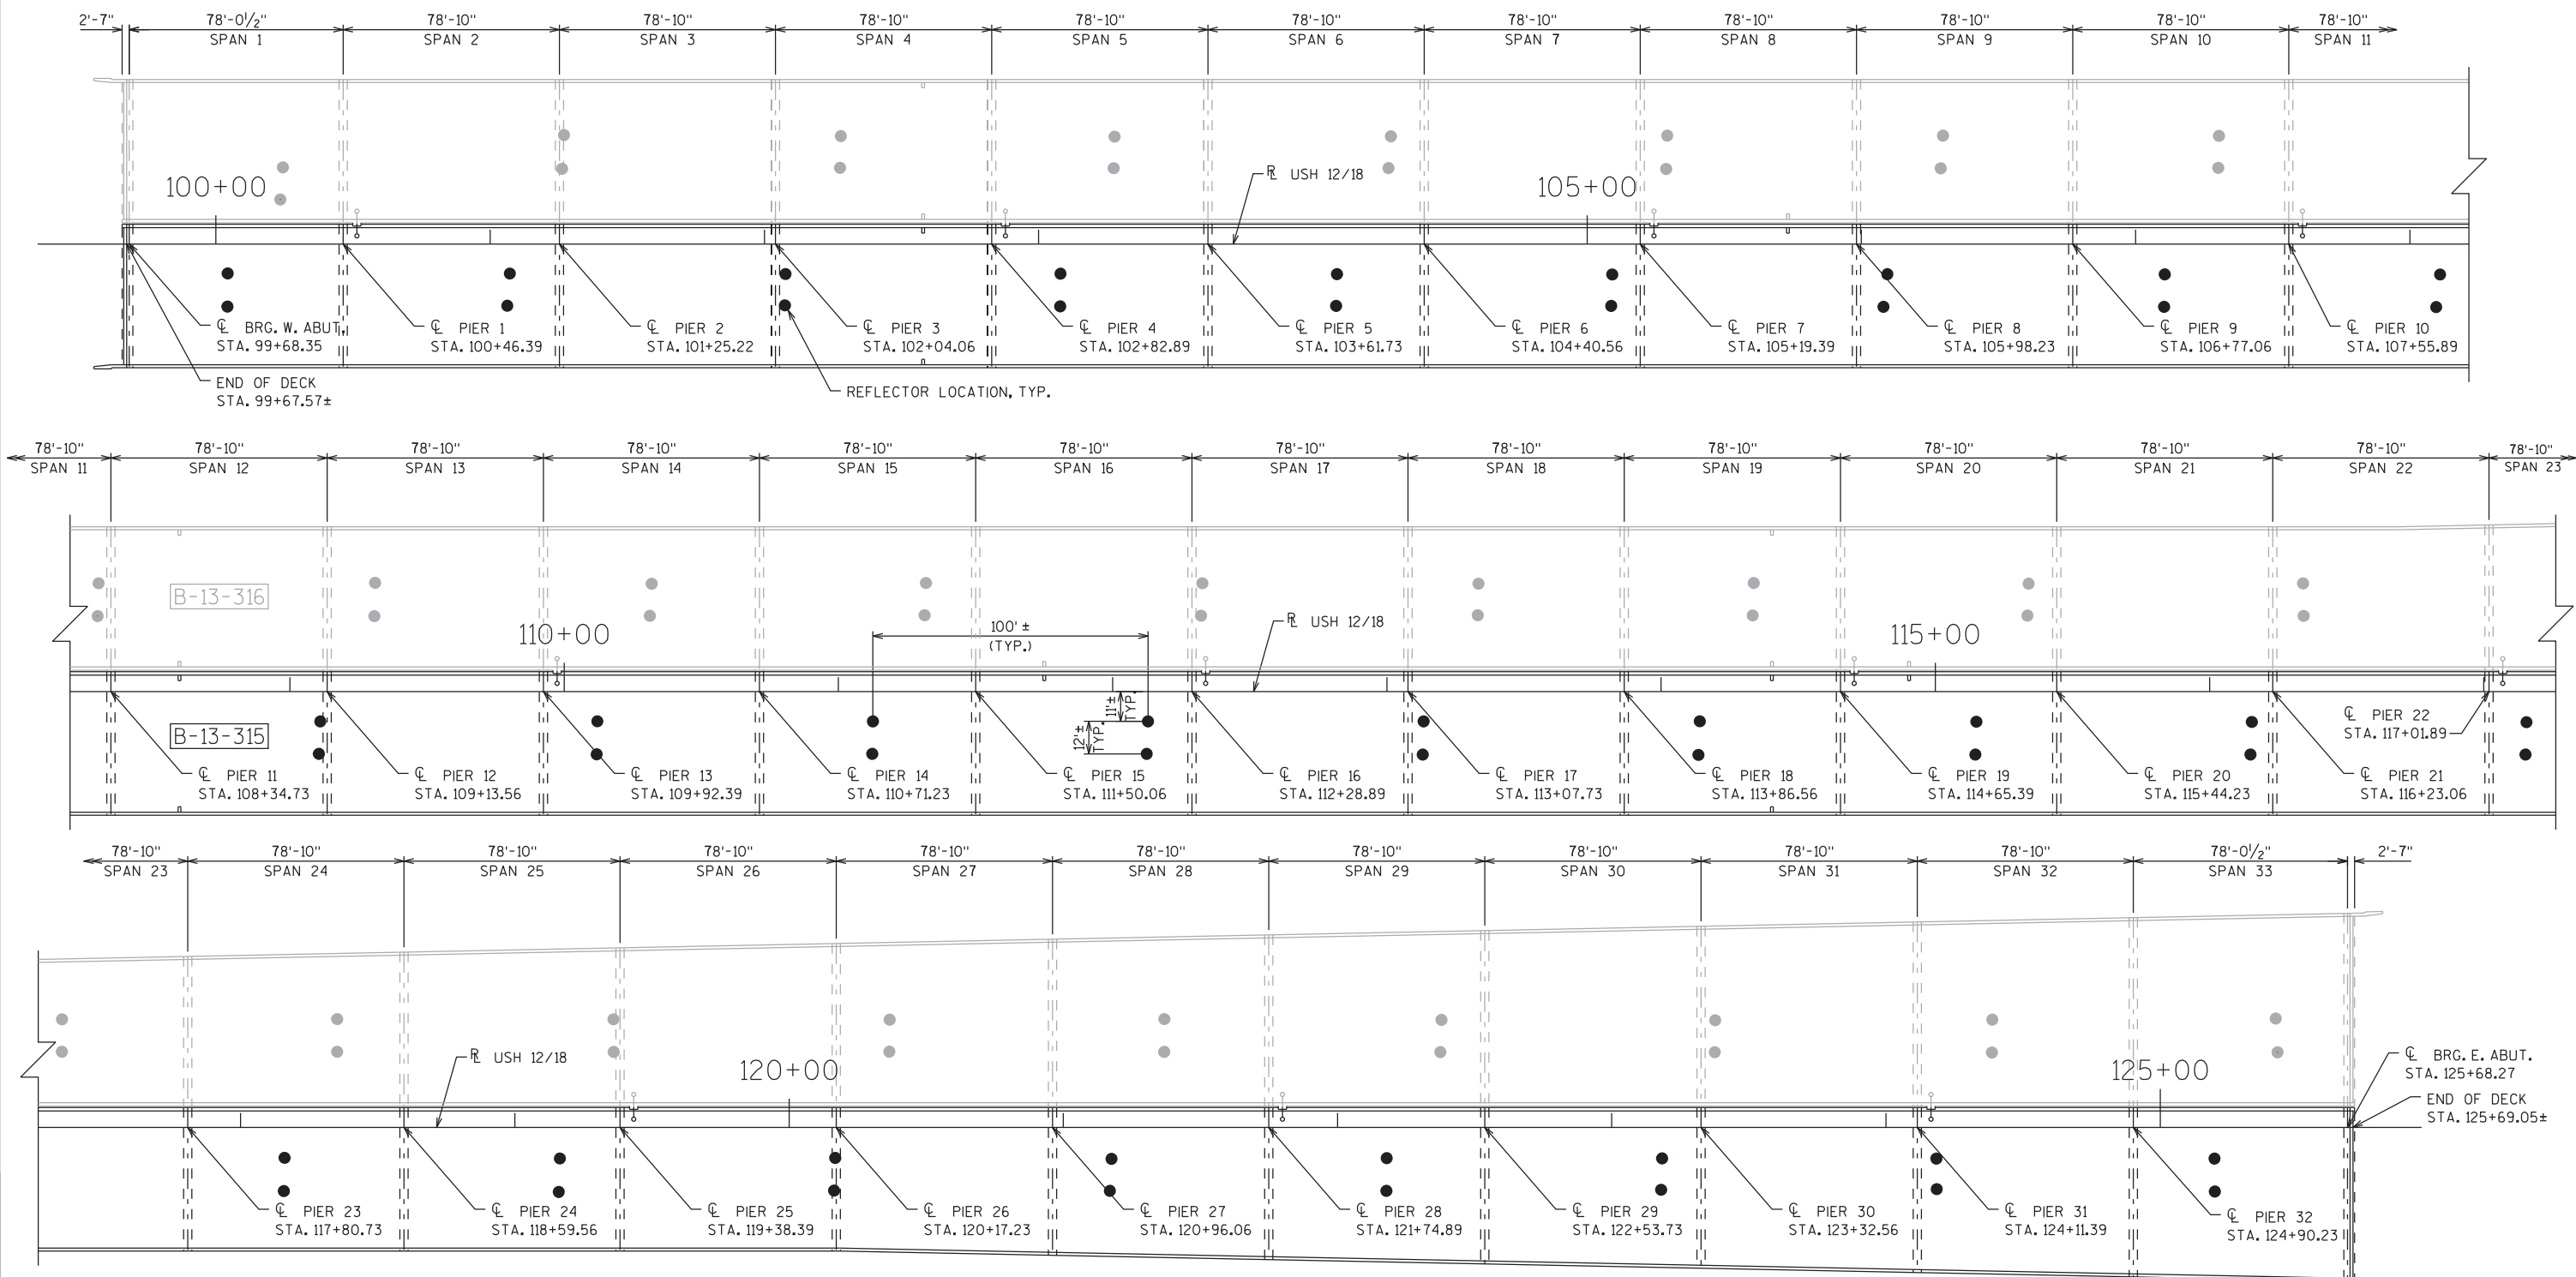 2'-7" 78'-0½" 78'-10" 78'-10" 78'-10" 78'-10" 78'-10" 78'-10" 78'-10" 78'-10" 78'-10" 78'-10"
SPAN 1 SPAN 2 SPAN 3 SPAN 4 SPAN 5 SPAN 6 SPAN 7 SPAN 8 SPAN 9 SPAN 10 SPAN 11
℞ USH 12/18
100+00 105+00
℄ BRG. W. ABUT.
STA. 99+68.35
℄ PIER 1
STA. 100+46.39
℄ PIER 2
STA. 101+25.22
℄ PIER 3
STA. 102+04.06
℄ PIER 4
STA. 102+82.89
℄ PIER 5
STA. 103+61.73
℄ PIER 6
STA. 104+40.56
℄ PIER 7
STA. 105+19.39
℄ PIER 8
STA. 105+98.23
℄ PIER 9
STA. 106+77.06
℄ PIER 10
STA. 107+55.89
END OF DECK
STA. 99+67.57±
REFLECTOR LOCATION, TYP.
78'-10" 78'-10" 78'-10" 78'-10" 78'-10" 78'-10" 78'-10" 78'-10" 78'-10" 78'-10" 78'-10" 78'-10" 78'-10"
SPAN 11 SPAN 12 SPAN 13 SPAN 14 SPAN 15 SPAN 16 SPAN 17 SPAN 18 SPAN 19 SPAN 20 SPAN 21 SPAN 22 SPAN 23
B-13-316
℞ USH 12/18
110+00 115+00
100'±
(TYP.)
11'±
TYP.
12'±
TYP.
B-13-315
℄ PIER 22
STA. 117+01.89
℄ PIER 11
STA. 108+34.73
℄ PIER 12
STA. 109+13.56
℄ PIER 13
STA. 109+92.39
℄ PIER 14
STA. 110+71.23
℄ PIER 15
STA. 111+50.06
℄ PIER 16
STA. 112+28.89
℄ PIER 17
STA. 113+07.73
℄ PIER 18
STA. 113+86.56
℄ PIER 19
STA. 114+65.39
℄ PIER 20
STA. 115+44.23
℄ PIER 21
STA. 116+23.06
78'-10" 78'-10" 78'-10" 78'-10" 78'-10" 78'-10" 78'-10" 78'-10" 78'-10" 78'-10" 78'-0½" 2'-7"
SPAN 23 SPAN 24 SPAN 25 SPAN 26 SPAN 27 SPAN 28 SPAN 29 SPAN 30 SPAN 31 SPAN 32 SPAN 33
℞ USH 12/18
120+00 125+00
℄ BRG. E. ABUT.
STA. 125+68.27
END OF DECK
STA. 125+69.05±
℄ PIER 23
STA. 117+80.73
℄ PIER 24
STA. 118+59.56
℄ PIER 25
STA. 119+38.39
℄ PIER 26
STA. 120+17.23
℄ PIER 27
STA. 120+96.06
℄ PIER 28
STA. 121+74.89
℄ PIER 29
STA. 122+53.73
℄ PIER 30
STA. 123+32.56
℄ PIER 31
STA. 124+11.39
℄ PIER 32
STA. 124+90.23